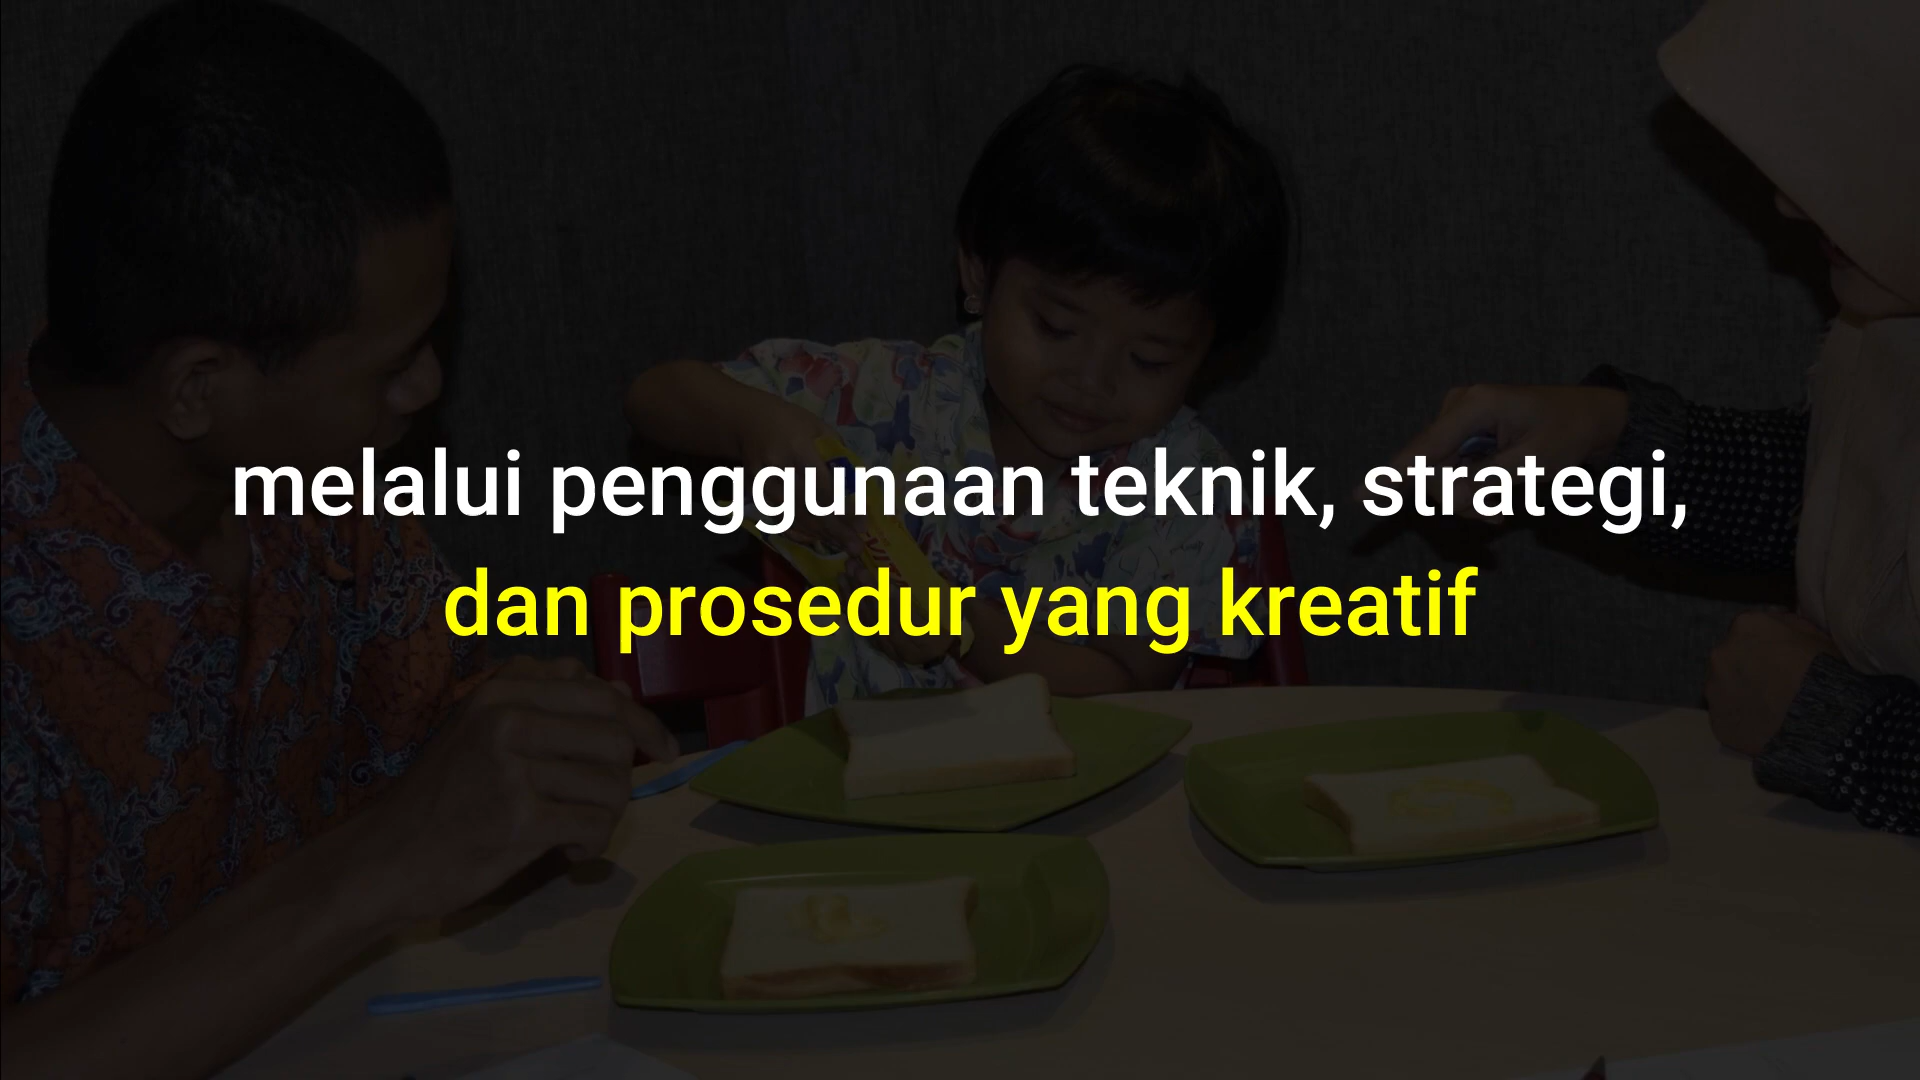 melalui penggunaan teknik, strategi,
dan prosedur yang kreatif